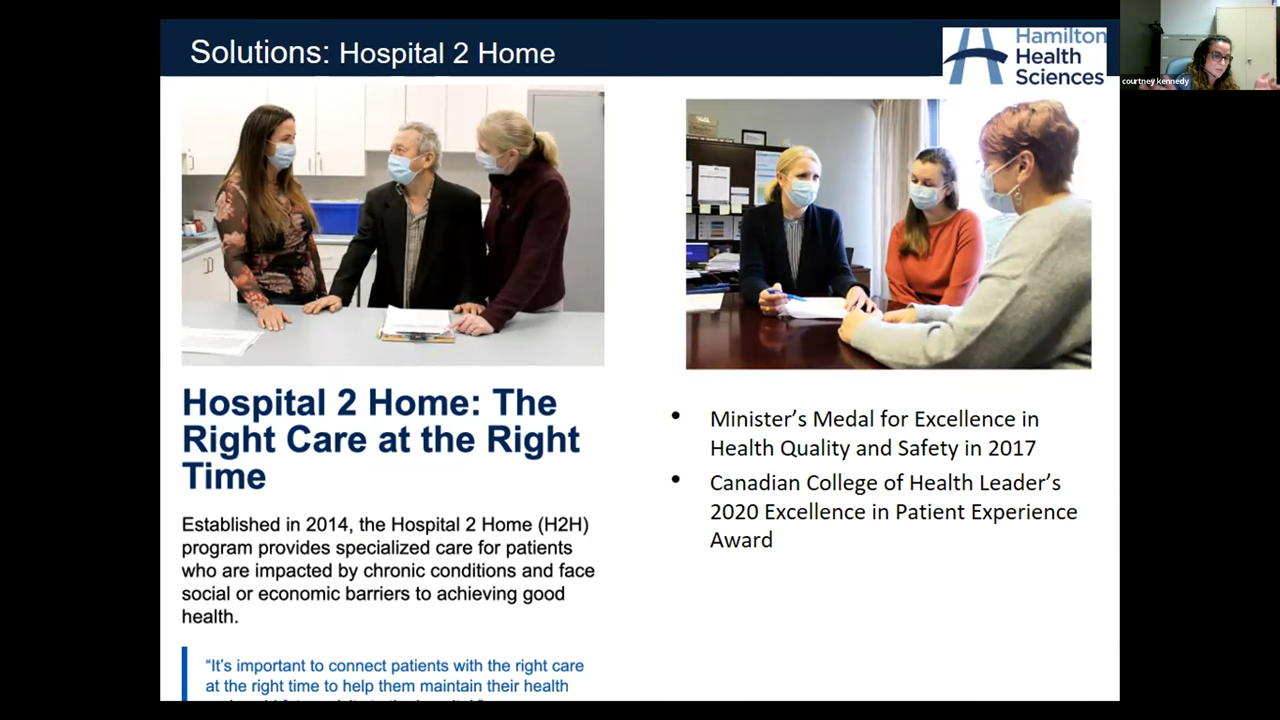 Solutions: Hospital 2 Home
Hamilton
Health
Sciences
courtney kennedy
Hospital 2 Home: The
Right Care at the Right
Time
Established in 2014, the Hospital 2 Home (H2H)
program provides specialized care for patients
who are impacted by chronic conditions and face
social or economic barriers to achieving good
health.
“It’s important to connect patients with the right care
at the right time to help them maintain their health
• Minister’s Medal for Excellence in
Health Quality and Safety in 2017
• Canadian College of Health Leader’s
2020 Excellence in Patient Experience
Award